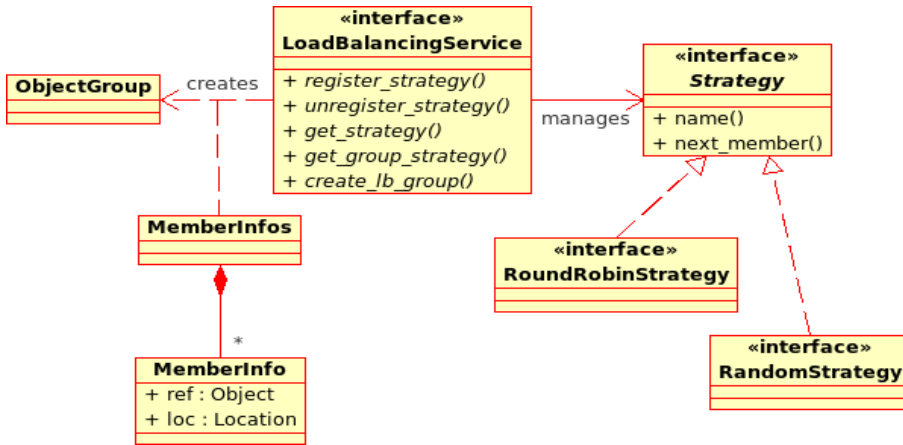 «interface»
LoadBalancingService
+ register_strategy()
+ unregister_strategy()
+ get_strategy()
+ get_group_strategy()
+ create_lb_group()
ObjectGroup
creates
manages
«interface»
Strategy
+ name()
+ next_member()
MemberInfos
«interface»
RoundRobinStrategy
*
MemberInfo
+ ref : Object
+ loc : Location
«interface»
RandomStrategy